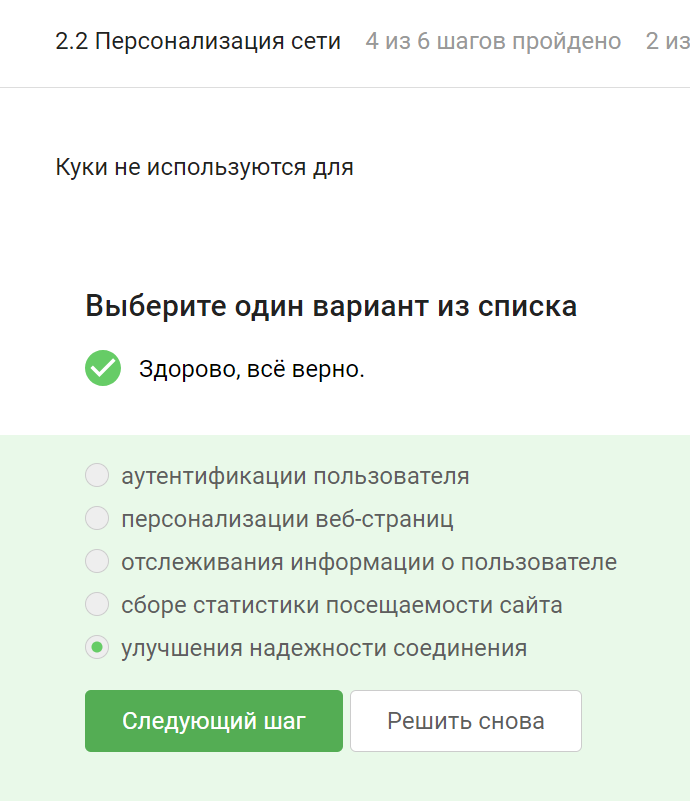 2.2 Персонализация сети 4 из 6 шагов пройдено 2 из
Куки не используются для
Выберите один вариант из списка
Здорово, всё верно.
аутентификации пользователя
персонализации веб-страниц
отслеживания информации о пользователе
сборе статистики посещаемости сайта
улучшения надежности соединения
Следующий шаг Решить снова